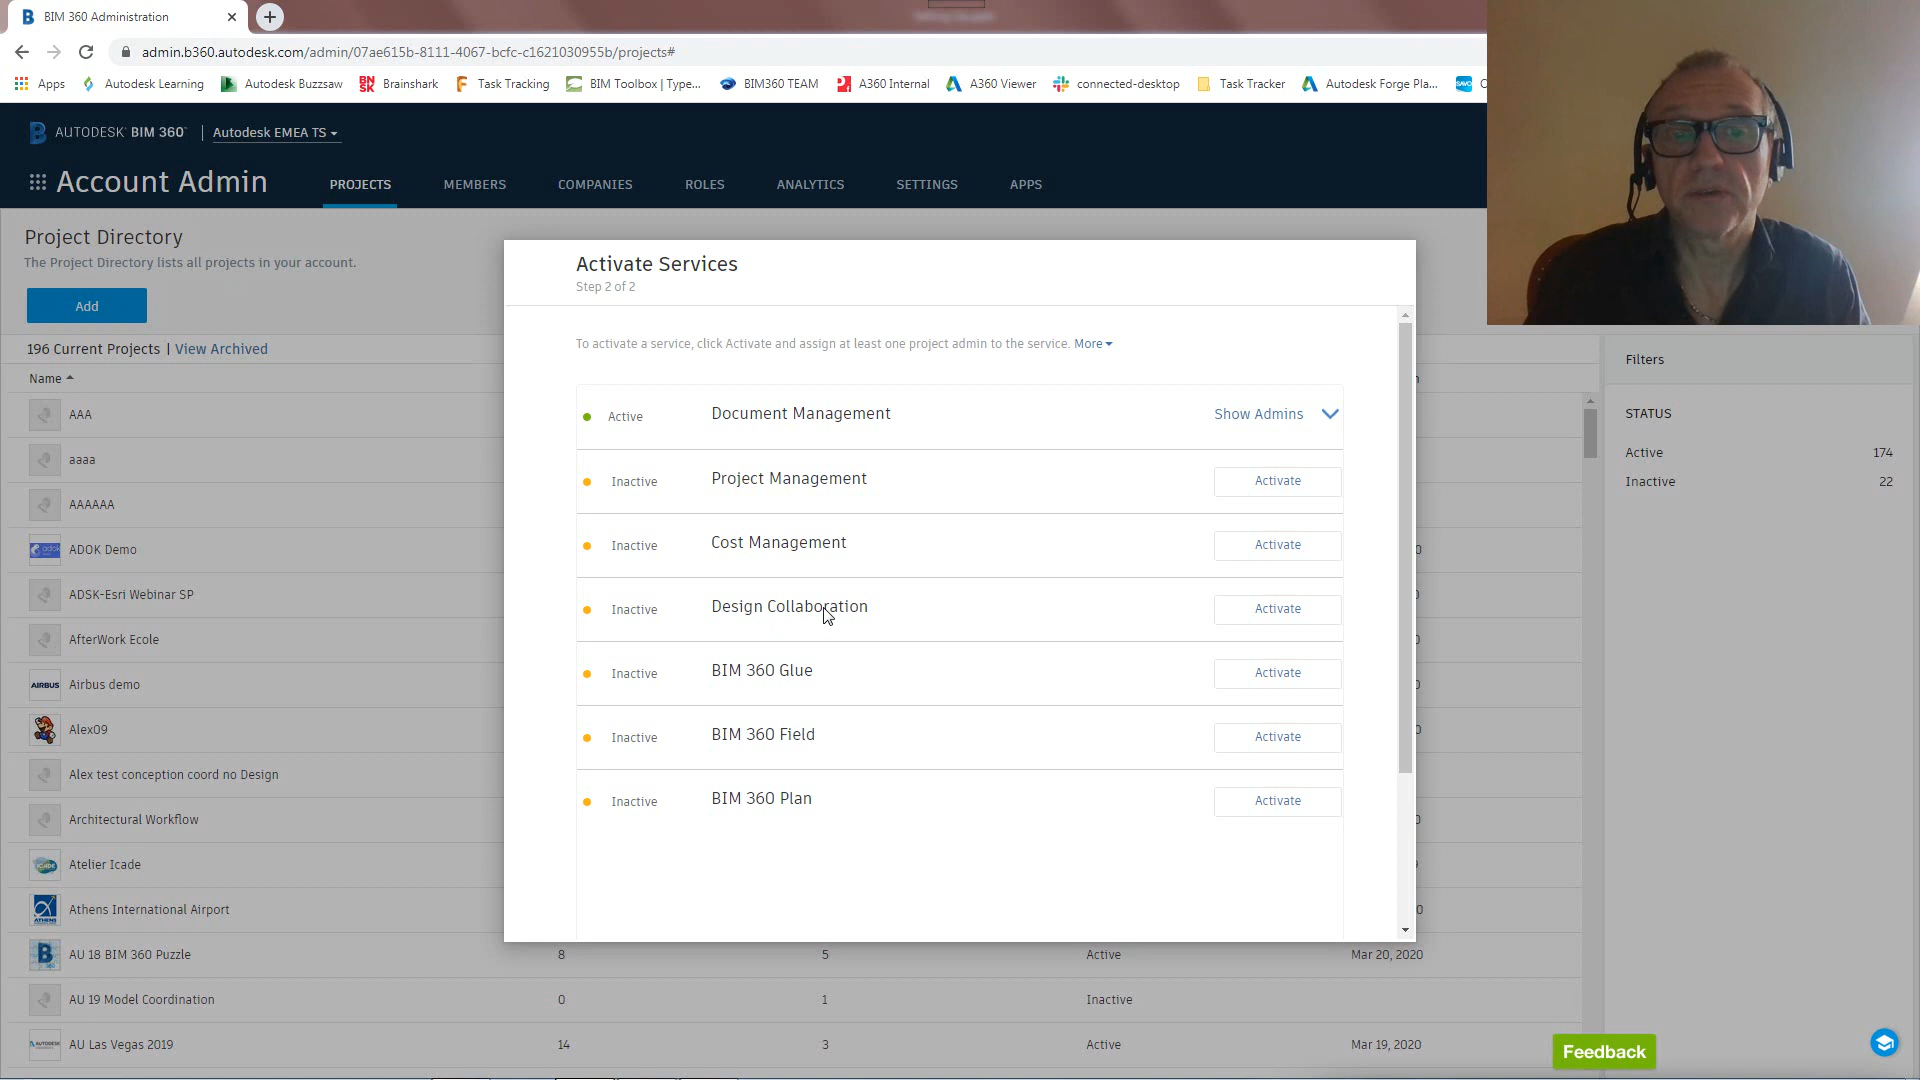 BIM 360 Administration
admin.b360.autodesk.com/admin/07ae615b-8111-4067-bcfc-c1621030955b/projects#
Apps Autodesk Learning Autodesk Buzzsaw Brainshark Task Tracking BIM Toolbox | Type... BIM360 TEAM A360 Internal A360 Viewer connected-desktop Task Tracker Autodesk Forge Pla...
AUTODESK BIM 360 Autodesk EMEA TS
Account Admin PROJECTS MEMBERS COMPANIES ROLES ANALYTICS SETTINGS APPS
Project Directory
The Project Directory lists all projects in your account.
Add
196 Current Projects | View Archived
Name
AAA
aaaa
AAAAAA
ADOK Demo
ADSK-Esri Webinar SP
AfterWork Ecole
AIRBUS Airbus demo
Alex09
Alex test conception coord no Design
Architectural Workflow
Atelier Icade
Athens International Airport
AU 18 BIM 360 Puzzle 8 5 Active Mar 20, 2020
AU 19 Model Coordination 0 1 Inactive
AU Las Vegas 2019 14 3 Active Mar 19, 2020
Activate Services
Step 2 of 2
To activate a service, click Activate and assign at least one project admin to the service. More
Active Document Management Show Admins
Inactive Project Management Activate
Inactive Cost Management Activate
Inactive Design Collaboration Activate
Inactive BIM 360 Glue Activate
Inactive BIM 360 Field Activate
Inactive BIM 360 Plan Activate
Filters
STATUS
Active 174
Inactive 22
Feedback